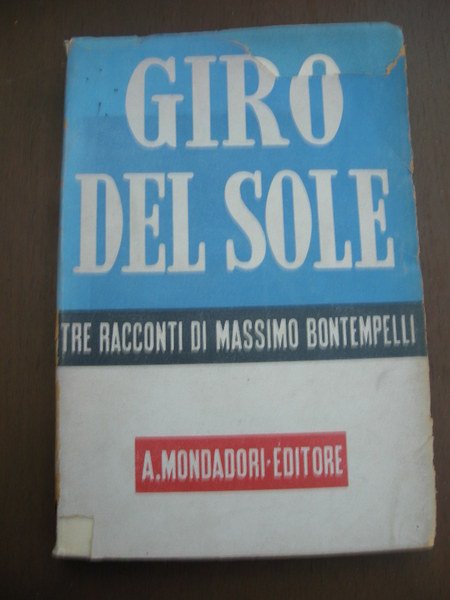 GIRO
DEL SOLE
TRE RACCONTI DI MASSIMO BONTEMPELLI
A.MONDADORI·EDITORE